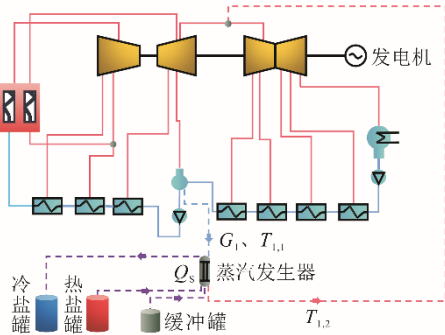 发电机
G₁、T₁,₁
Qₛ 蒸汽发生器
冷盐罐
热盐罐
缓冲罐
T₁,₂